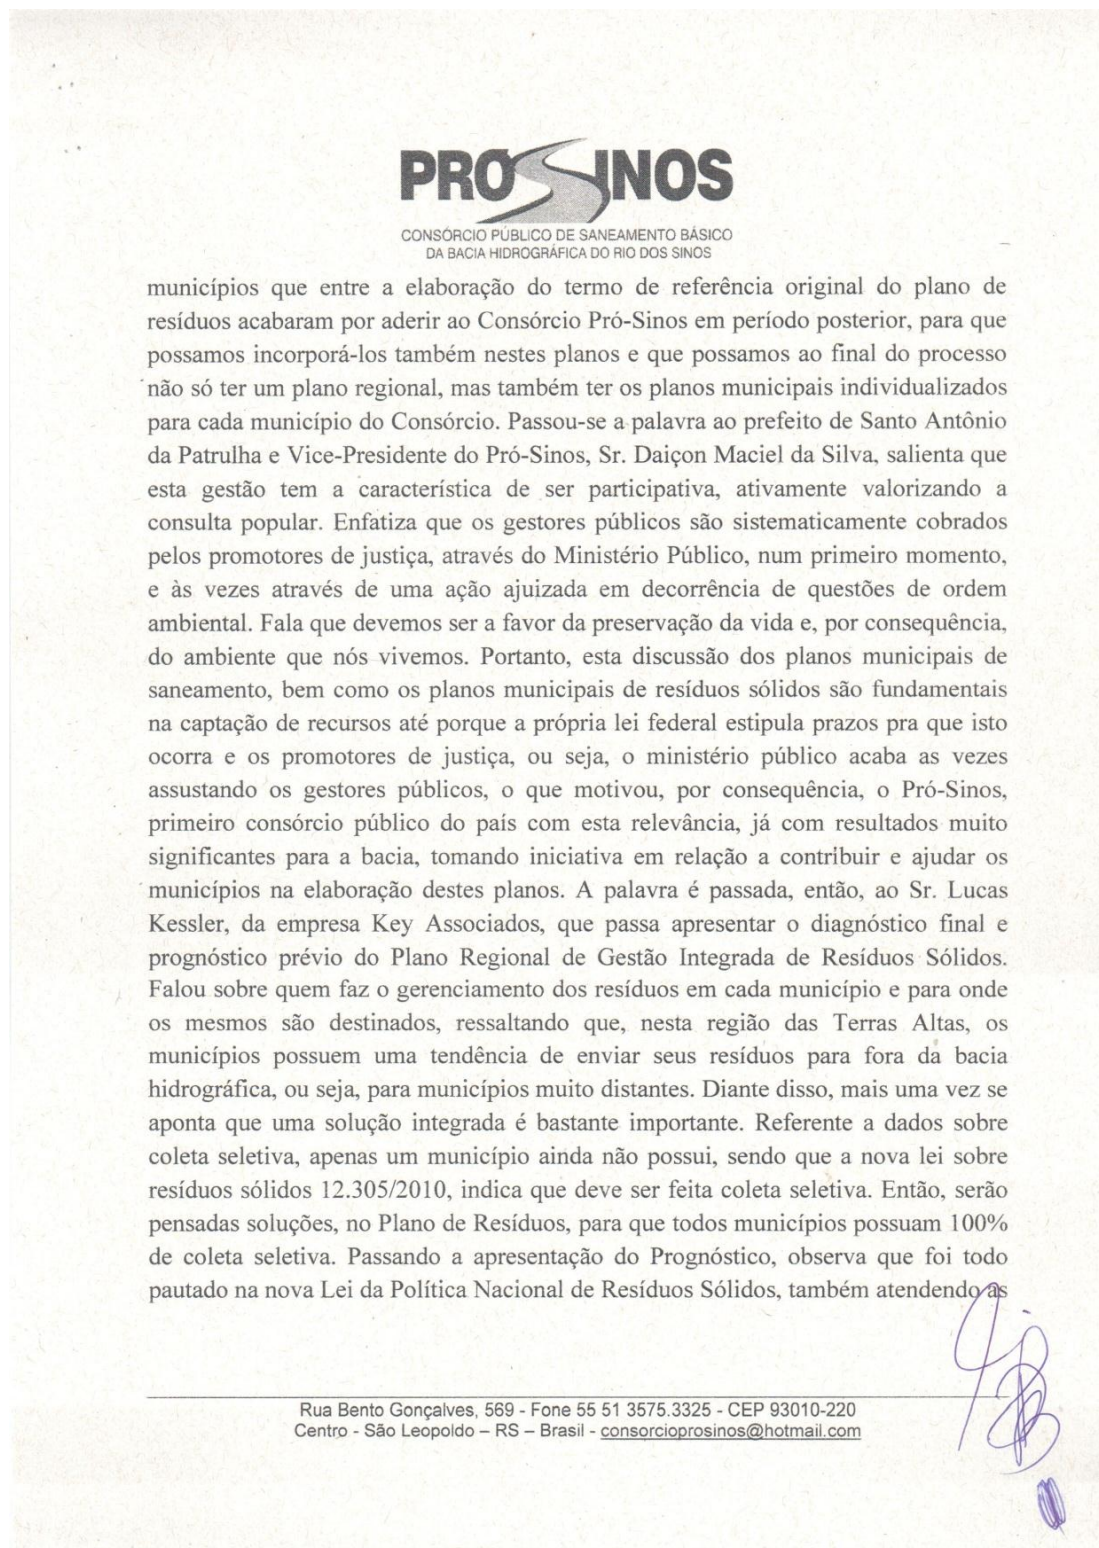 PRÓSINOS
CONSÓRCIO PÚBLICO DE SANEAMENTO BÁSICO
DA BACIA HIDROGRÁFICA DO RIO DOS SINOS
municípios que entre a elaboração do termo de referência original do plano de
resíduos acabaram por aderir ao Consórcio Pró-Sinos em período posterior, para que
possamos incorporá-los também nestes planos e que possamos ao final do processo
não só ter um plano regional, mas também ter os planos municipais individualizados
para cada município do Consórcio. Passou-se a palavra ao prefeito de Santo Antônio
da Patrulha e Vice-Presidente do Pró-Sinos, Sr. Daiçon Maciel da Silva, salienta que
esta gestão tem a característica de ser participativa, ativamente valorizando a
consulta popular. Enfatiza que os gestores públicos são sistematicamente cobrados
pelos promotores de justiça, através do Ministério Público, num primeiro momento,
e às vezes através de uma ação ajuizada em decorrência de questões de ordem
ambiental. Fala que devemos ser a favor da preservação da vida e, por consequência,
do ambiente que nós vivemos. Portanto, esta discussão dos planos municipais de
saneamento, bem como os planos municipais de resíduos sólidos são fundamentais
na captação de recursos até porque a própria lei federal estipula prazos pra que isto
ocorra e os promotores de justiça, ou seja, o ministério público acaba as vezes
assustando os gestores públicos, o que motivou, por consequência, o Pró-Sinos,
primeiro consórcio público do país com esta relevância, já com resultados muito
significantes para a bacia, tomando iniciativa em relação a contribuir e ajudar os
municípios na elaboração destes planos. A palavra é passada, então, ao Sr. Lucas
Kessler, da empresa Key Associados, que passa apresentar o diagnóstico final e
prognóstico prévio do Plano Regional de Gestão Integrada de Resíduos Sólidos.
Falou sobre quem faz o gerenciamento dos resíduos em cada município e para onde
os mesmos são destinados, ressaltando que, nesta região das Terras Altas, os
municípios possuem uma tendência de enviar seus resíduos para fora da bacia
hidrográfica, ou seja, para municípios muito distantes. Diante disso, mais uma vez se
aponta que uma solução integrada é bastante importante. Referente a dados sobre
coleta seletiva, apenas um município ainda não possui, sendo que a nova lei sobre
resíduos sólidos 12.305/2010, indica que deve ser feita coleta seletiva. Então, serão
pensadas soluções, no Plano de Resíduos, para que todos municípios possuam 100%
de coleta seletiva. Passando a apresentação do Prognóstico, observa que foi todo
pautado na nova Lei da Política Nacional de Resíduos Sólidos, também atendendo as
Rua Bento Gonçalves, 569 - Fone 55 51 3575.3325 - CEP 93010-220
Centro - São Leopoldo – RS – Brasil - consorcioprosinos@hotmail.com